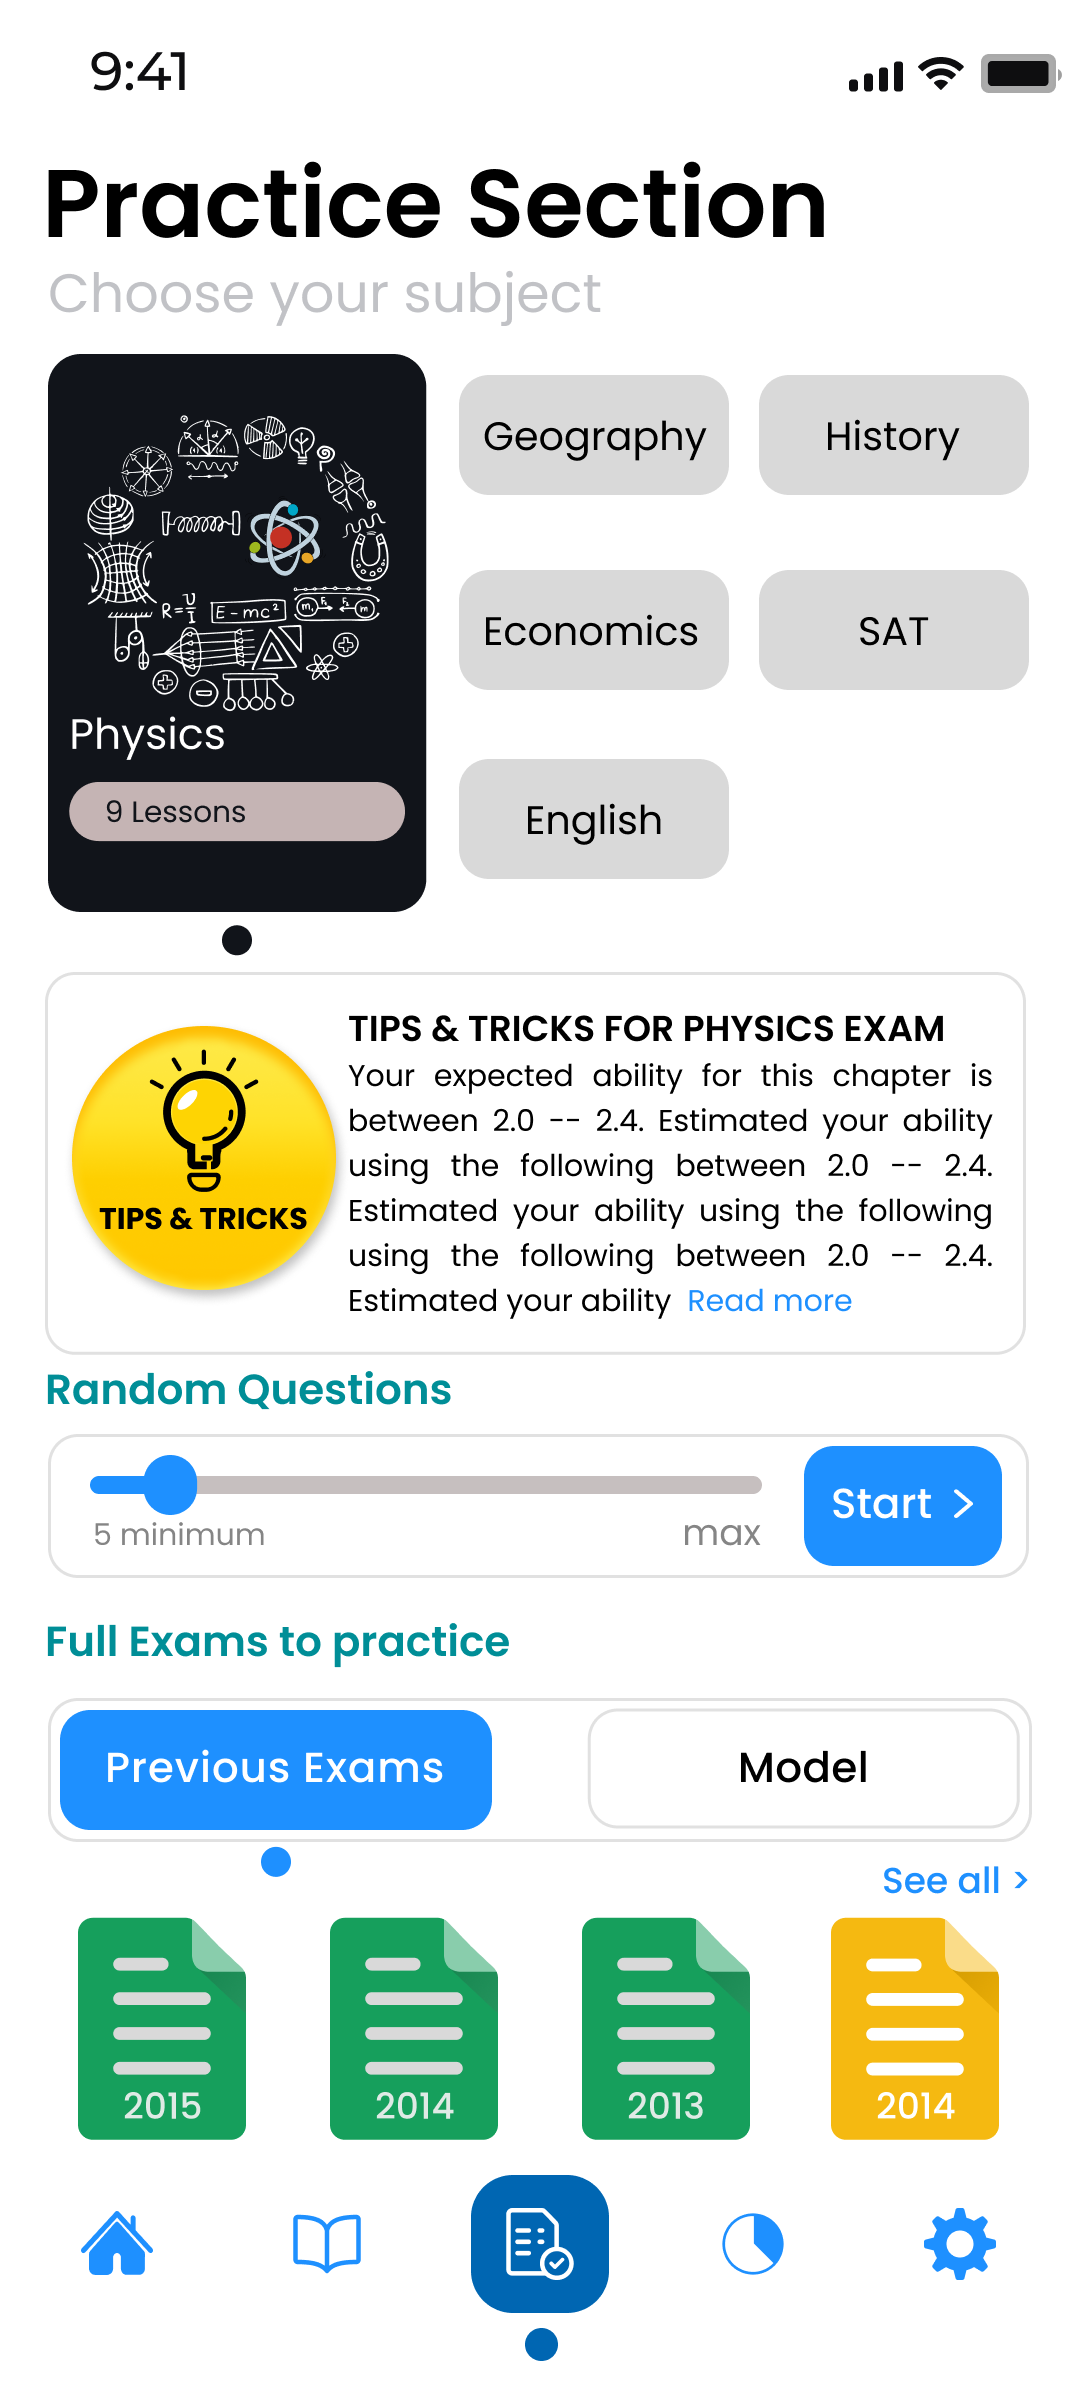 9:41
Practice Section
Choose your subject
Geography
History
Economics
SAT
English
R=U/I
E-mc²
Physics
9 Lessons
TIPS & TRICKS
TIPS & TRICKS FOR PHYSICS EXAM
Your expected ability for this chapter is
between 2.0 -- 2.4. Estimated your ability
using the following between 2.0 -- 2.4.
Estimated your ability using the following
using the following between 2.0 -- 2.4.
Estimated your ability Read more
Random Questions
5 minimum
max
Start >
Full Exams to practice
Previous Exams
Model
See all >
2015
2014
2013
2014